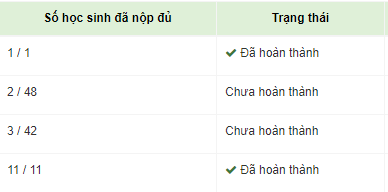 Số học sinh đã nộp đủ Trạng thái
1 / 1 Đã hoàn thành
2 / 48 Chưa hoàn thành
3 / 42 Chưa hoàn thành
11 / 11 Đã hoàn thành